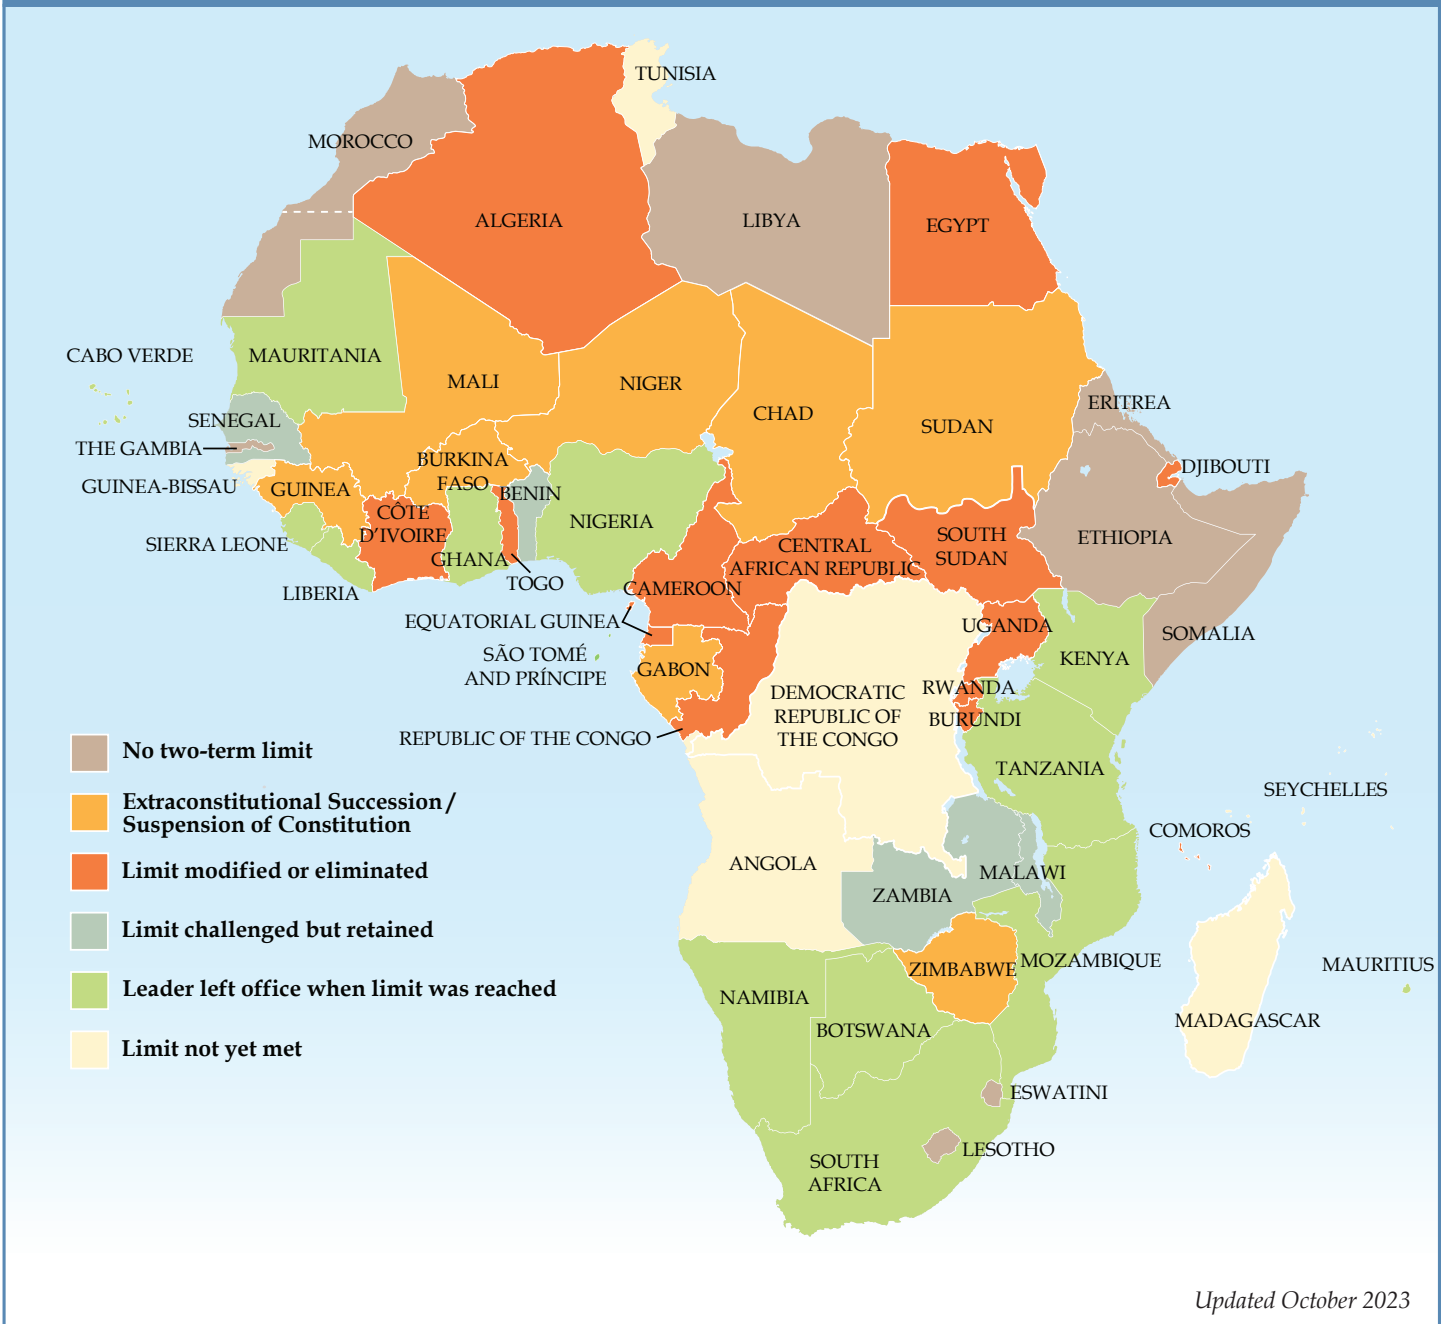 TUNISIA
MOROCCO
ALGERIA
LIBYA
EGYPT
CABO VERDE
MAURITANIA
MALI
NIGER
CHAD
SUDAN
ERITREA
SENEGAL
THE GAMBIA
GUINEA-BISSAU
GUINEA
BURKINA
FASO
BENIN
NIGERIA
DJIBOUTI
CÔTE
D'IVOIRE
SIERRA LEONE
GHANA
TOGO
LIBERIA
CENTRAL
AFRICAN REPUBLIC
SOUTH
SUDAN
ETHIOPIA
CAMEROON
EQUATORIAL GUINEA
SÃO TOMÉ
AND PRÍNCIPE
GABON
UGANDA
KENYA
SOMALIA
RWANDA
BURUNDI
DEMOCRATIC
REPUBLIC OF
THE CONGO
REPUBLIC OF THE CONGO
TANZANIA
SEYCHELLES
COMOROS
ANGOLA
ZAMBIA
MALAWI
ZIMBABWE
MOZAMBIQUE
MAURITIUS
NAMIBIA
BOTSWANA
MADAGASCAR
ESWATINI
LESOTHO
SOUTH
AFRICA
No two-term limit
Extraconstitutional Succession/
Suspension of Constitution
Limit modified or eliminated
Limit challenged but retained
Leader left office when limit was reached
Limit not yet met
Updated October 2023